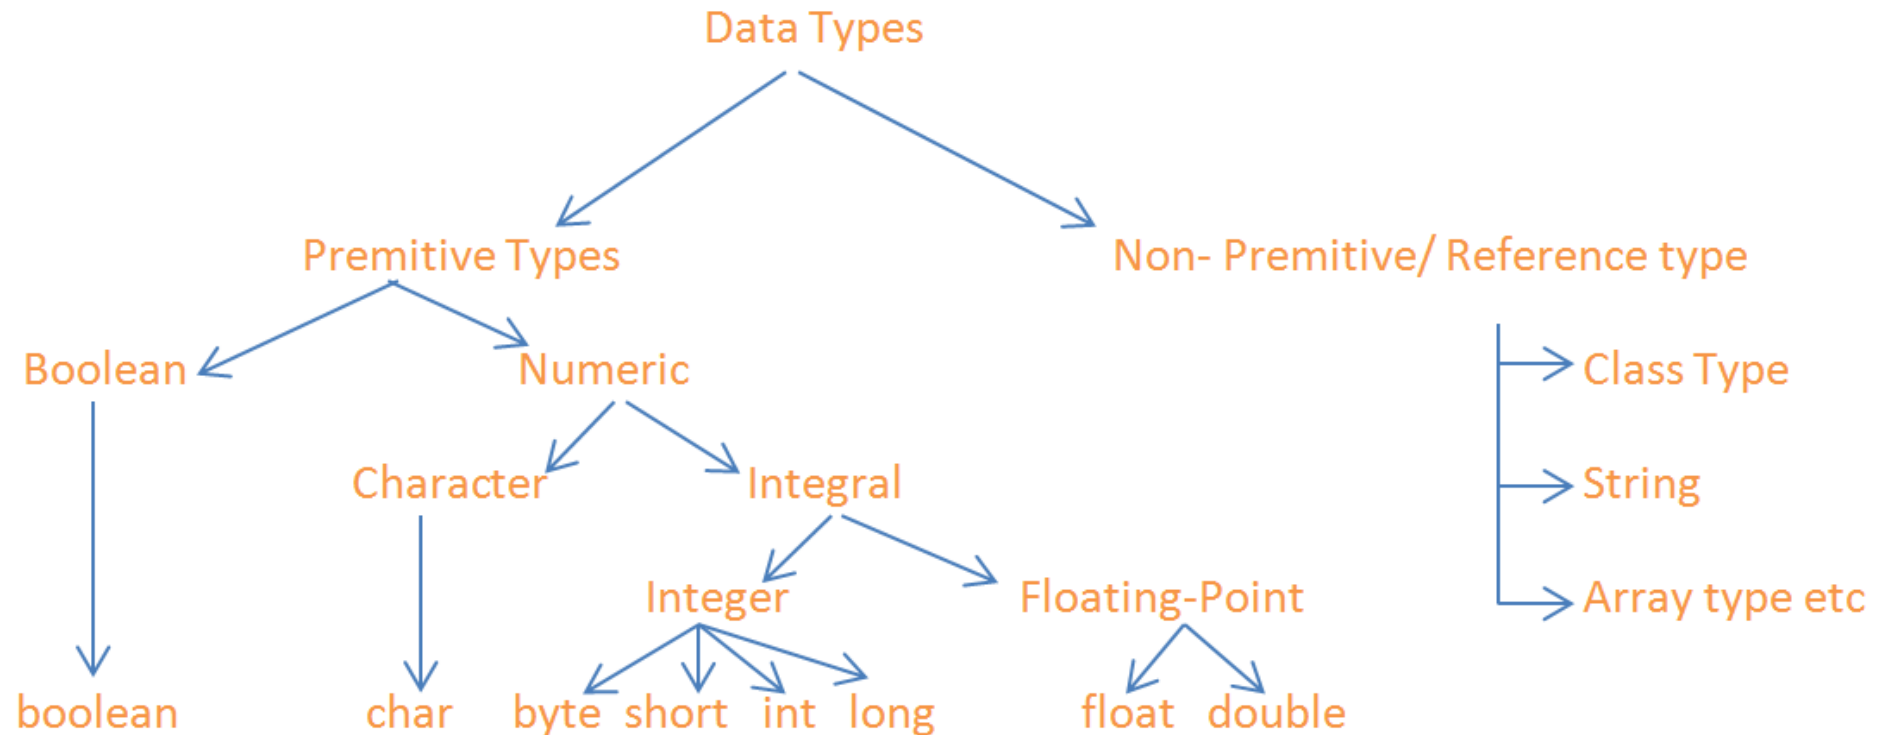 Data Types
Premitive Types
Non- Premitive/ Reference type
Boolean
Numeric
Class Type
Character
Integral
String
Integer
Floating-Point
Array type etc
boolean
char
byte
short
int
long
float
double